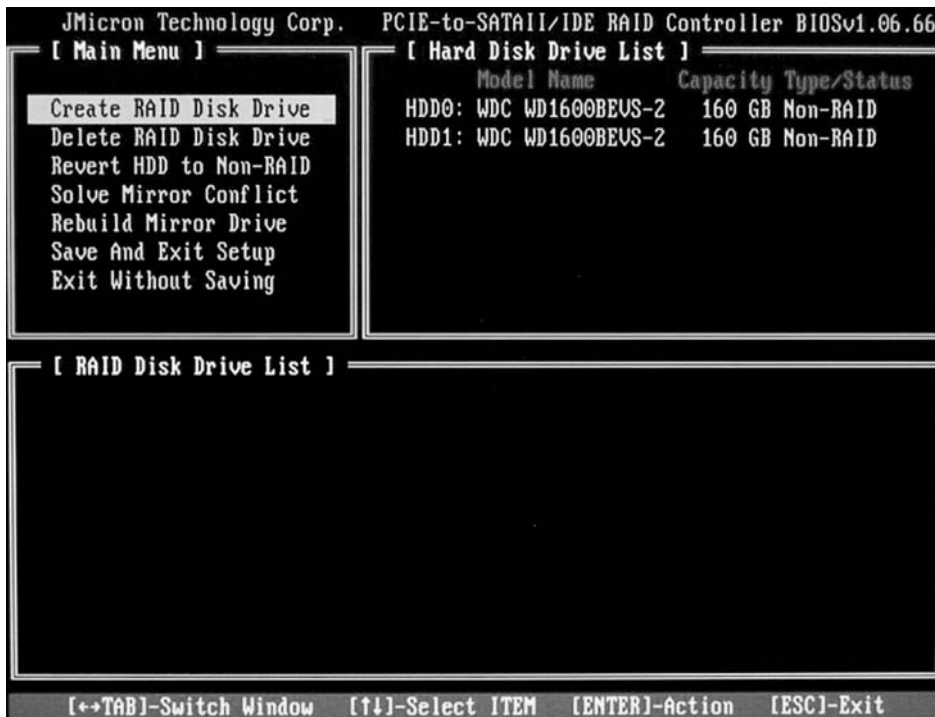 JMicron Technology Corp. PCIE-to-SATAII/IDE RAID Controller BIOSv1.06.66
[ Main Menu ]
Create RAID Disk Drive
Delete RAID Disk Drive
Revert HDD to Non-RAID
Solve Mirror Conflict
Rebuild Mirror Drive
Save And Exit Setup
Exit Without Saving
[ Hard Disk Drive List ]
Model Name Capacity Type/Status
HDD0: WDC WD1600BEVS-2 160 GB Non-RAID
HDD1: WDC WD1600BEVS-2 160 GB Non-RAID
[ RAID Disk Drive List ]
[↔TAB]-Switch Window [↑↓]-Select ITEM [ENTER]-Action [ESC]-Exit